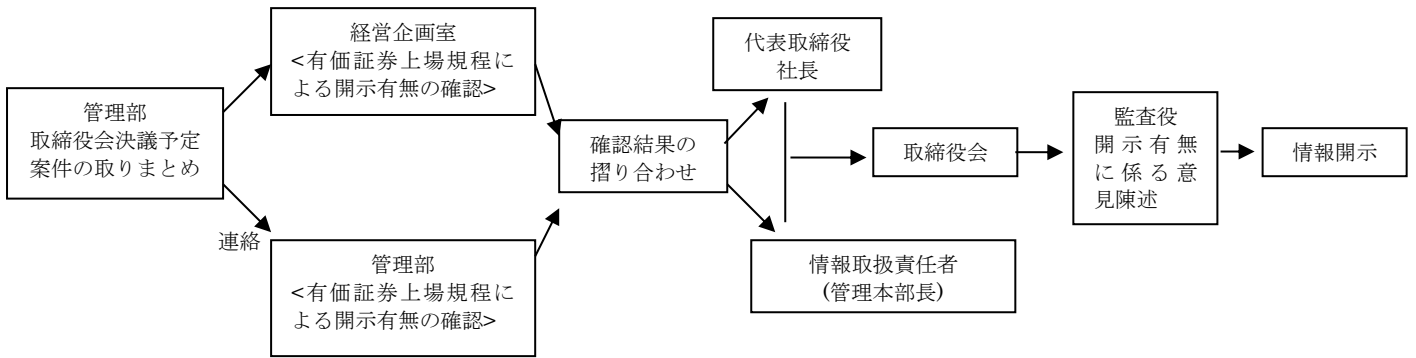 管理部
取締役会決議予定
案件の取りまとめ
連絡
経営企画室
<有価証券上場規程に
よる開示有無の確認>
管理部
<有価証券上場規程に
よる開示有無の確認>
確認結果の
摺り合わせ
代表取締役
社長
情報取扱責任者
(管理本部長)
取締役会
監査役
開示有無
に係る意
見陳述
情報開示